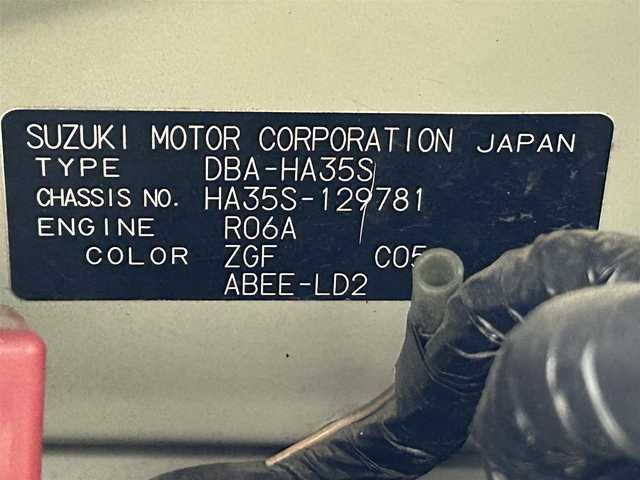 SUZUKI MOTOR CORPORATION JAPAN
TYPE DBA-HA35S
CHASSIS NO. HA35S-129781
ENGINE R06A
COLOR ZGF C05
ABEE-LD2